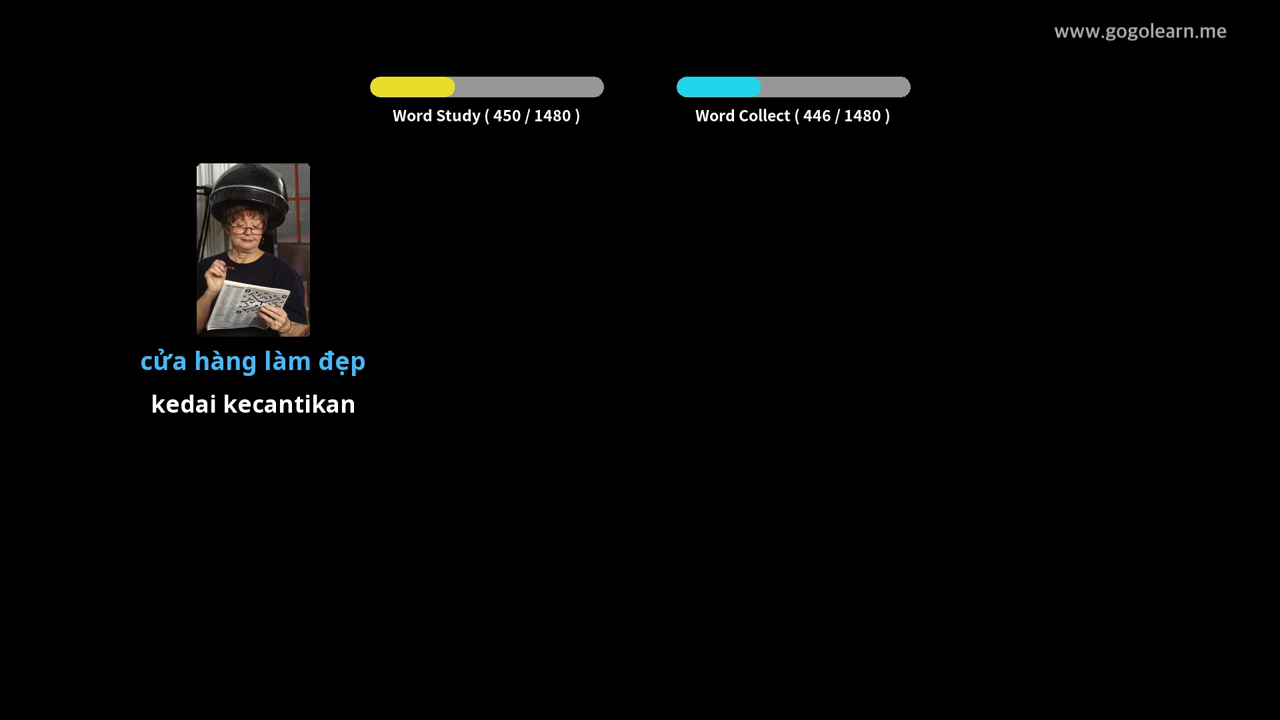 www.gogolearn.me
Word Study ( 450 / 1480 )
Word Collect ( 446 / 1480 )
cửa hàng làm đẹp
kedai kecantikan